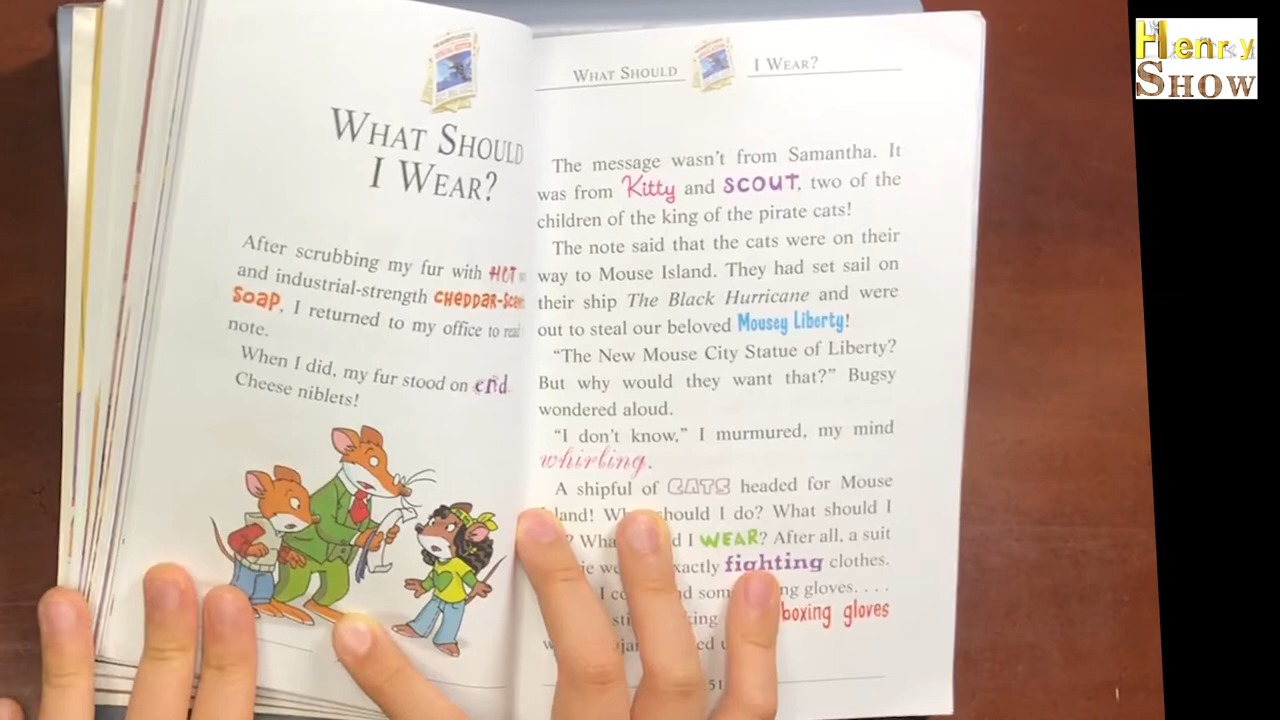 What Should
I Wear?
After scrubbing my fur with HOT
and industrial-strength CHEDDAR-
Soap, I returned to my office to read
note.
When I did, my fur stood on end
Cheese niblets!
What Should I Wear?
The message wasn't from Samantha. It
was from Kitty and SCOUT, two of the
children of the king of the pirate cats!
The note said that the cats were on their
way to Mouse Island. They had set sail on
their ship The Black Hurricane and were
out to steal our beloved Mousey Liberty!
"The New Mouse City Statue of Liberty?
But why would they want that?" Bugsy
wondered aloud.
"I don't know," I murmured, my mind
whirling.
A shipful of CATS headed for Mouse
should I do? What should I
I WEAR? After all, a suit
fighting clothes.
I gloves. . . .
boxing gloves
51
Henry
SHOW